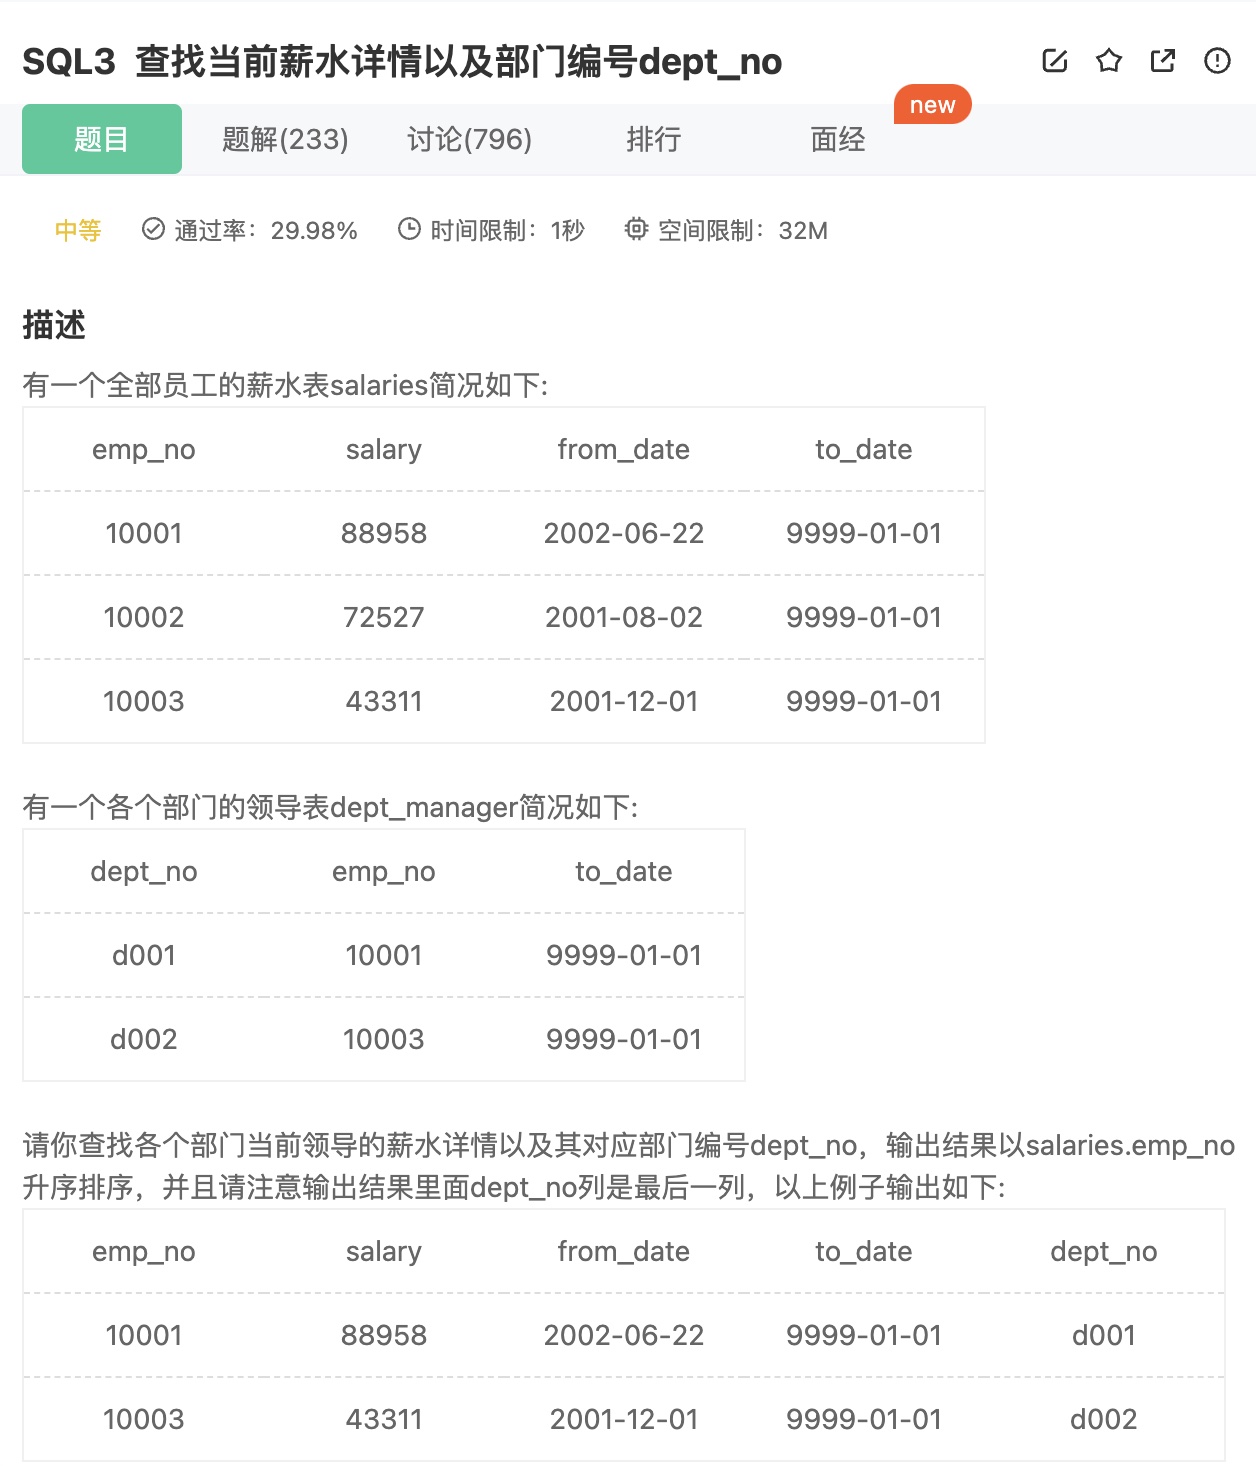 SQL3 查找当前薪水详情以及部门编号dept_no
new
题目 题解(233) 讨论(796) 排行 面经
中等 通过率：29.98% 时间限制：1秒 空间限制：32M
描述
有一个全部员工的薪水表salaries简况如下:
emp_no salary from_date to_date
10001 88958 2002-06-22 9999-01-01
10002 72527 2001-08-02 9999-01-01
10003 43311 2001-12-01 9999-01-01
有一个各个部门的领导表dept_manager简况如下:
dept_no emp_no to_date
d001 10001 9999-01-01
d002 10003 9999-01-01
请你查找各个部门当前领导的薪水详情以及其对应部门编号dept_no，输出结果以salaries.emp_no
升序排序，并且请注意输出结果里面dept_no列是最后一列，以上例子输出如下:
emp_no salary from_date to_date dept_no
10001 88958 2002-06-22 9999-01-01 d001
10003 43311 2001-12-01 9999-01-01 d002